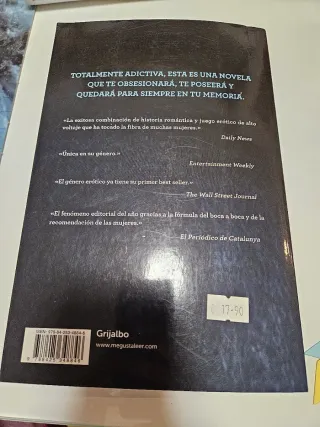 TOTALMENTE ADICTIVA, ESTA ES UNA NOVELA
QUE TE OBSESIONARÁ, TE POSEERÁ Y
QUEDARÁ PARA SIEMPRE EN TU MEMORIA.
«La exitosa combinación de historia romántica y juego erótico de alto
voltaje que ha tocado la fibra de muchas mujeres.»
Daily News
«Única en su género.»
Entertainment Weekly
«El género erótico ya tiene su primer best seller.»
The Wall Street Journal
«El fenómeno editorial del año gracias a la fórmula del boca a boca y de la
recomendación de las mujeres.»
El Periódico de Catalunya
17.90
Grijalbo
www.megustaleer.com